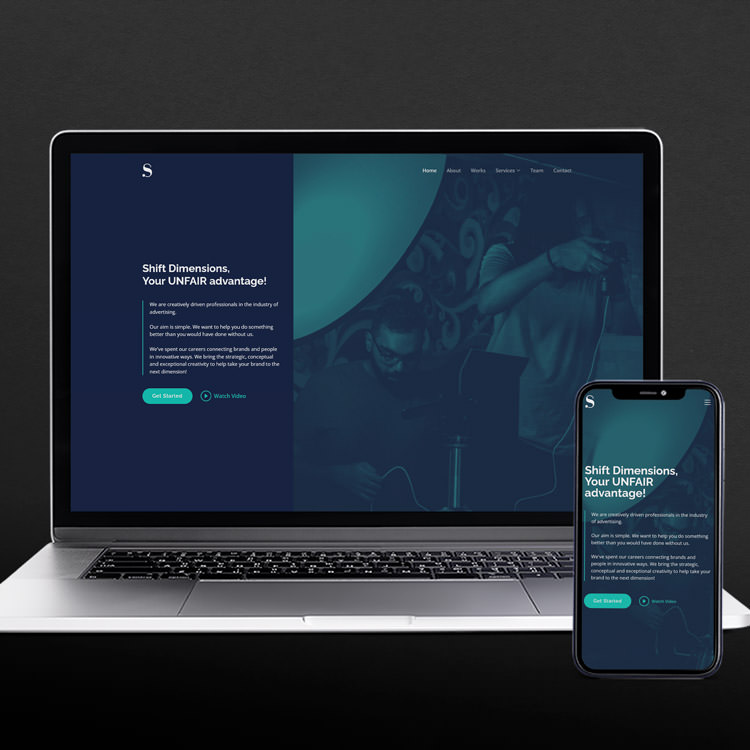 S
Home About Works Services Team Contact
Shift Dimensions,
Your UNFAIR advantage!
We are creatively driven professionals in the industry of
advertising.
Our aim is simple. We want to help you do something
better than you would have done without us.
We've spent our careers connecting brands and people
in innovative ways. We bring the strategic, conceptual
and exceptional creativity to help take your brand to the
next dimension!
Get Started Watch Video
S
Shift Dimensions,
Your UNFAIR
advantage!
We are creatively driven professionals in the industry
of advertising.
Our aim is simple. We want to help you do something
better than you would have done without us.
We've spent our careers connecting brands and
people in innovative ways. We bring the strategic,
conceptual and exceptional creativity to help take your
brand to the next dimension!
Get Started Watch Video